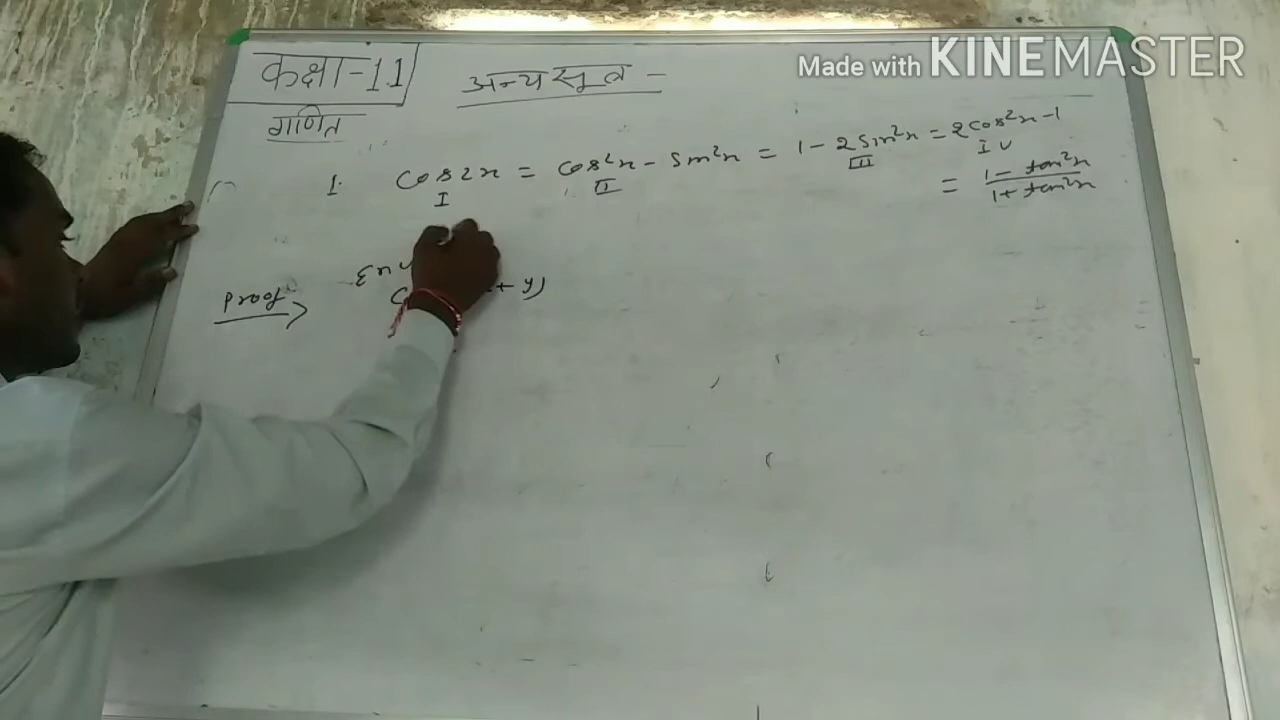 Made with KINEMASTER
कक्षा-11
अन्य सूत्र -
गणित
1. cos2x = cos²x - sin²x = 1 - 2sin²x = 2cos²x - 1
I II III IV
= 1 - tan²x / 1 + tan²x
Proof
+ y)